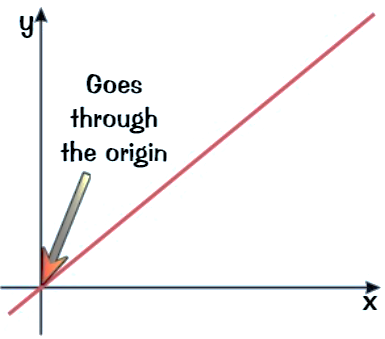 y
Goes
through
the origin
x